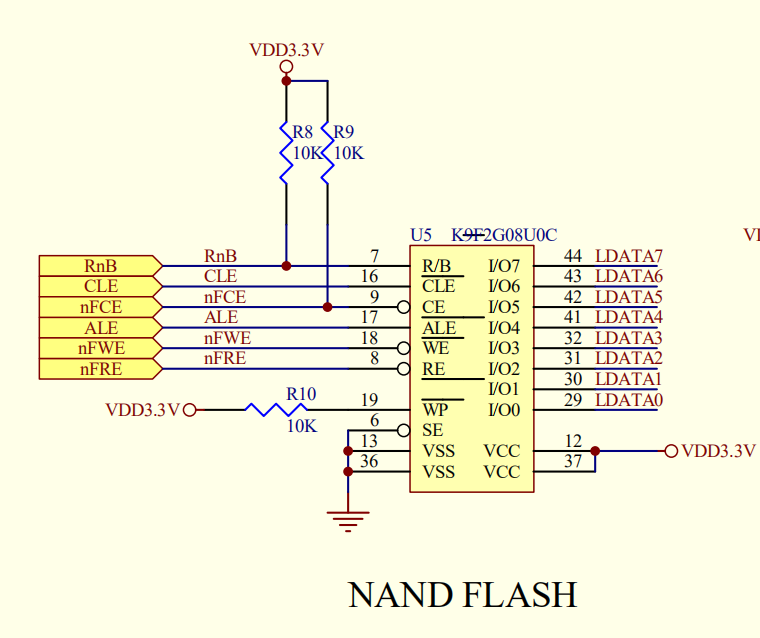 VDD3.3V
R8 R9
10K 10K
U5 K9F2G08U0C
VD
RnB RnB 7 R/B I/O7 44 LDATA7
CLE CLE 16 CLE I/O6 43 LDATA6
nFCE nFCE 9 CE I/O5 42 LDATA5
ALE ALE 17 ALE I/O4 41 LDATA4
nFWE nFWE 18 WE I/O3 32 LDATA3
nFRE nFRE 8 RE I/O2 31 LDATA2
I/O1 30 LDATA1
VDD3.3V R10 10K 19 WP I/O0 29 LDATA0
6 SE
13 VSS VCC 12 VDD3.3V
36 VSS VCC 37
NAND FLASH